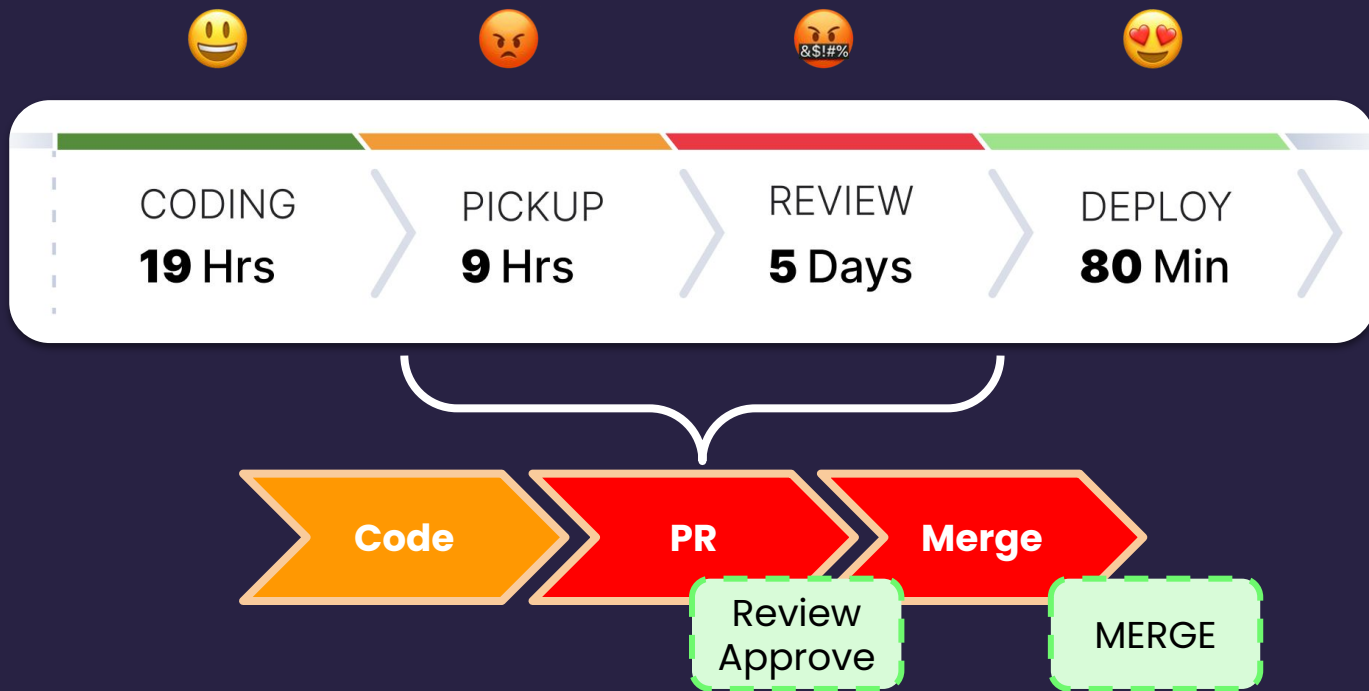 &$!#%
CODING
19 Hrs
PICKUP
9 Hrs
REVIEW
5 Days
DEPLOY
80 Min
Code
PR
Merge
Review
Approve
MERGE